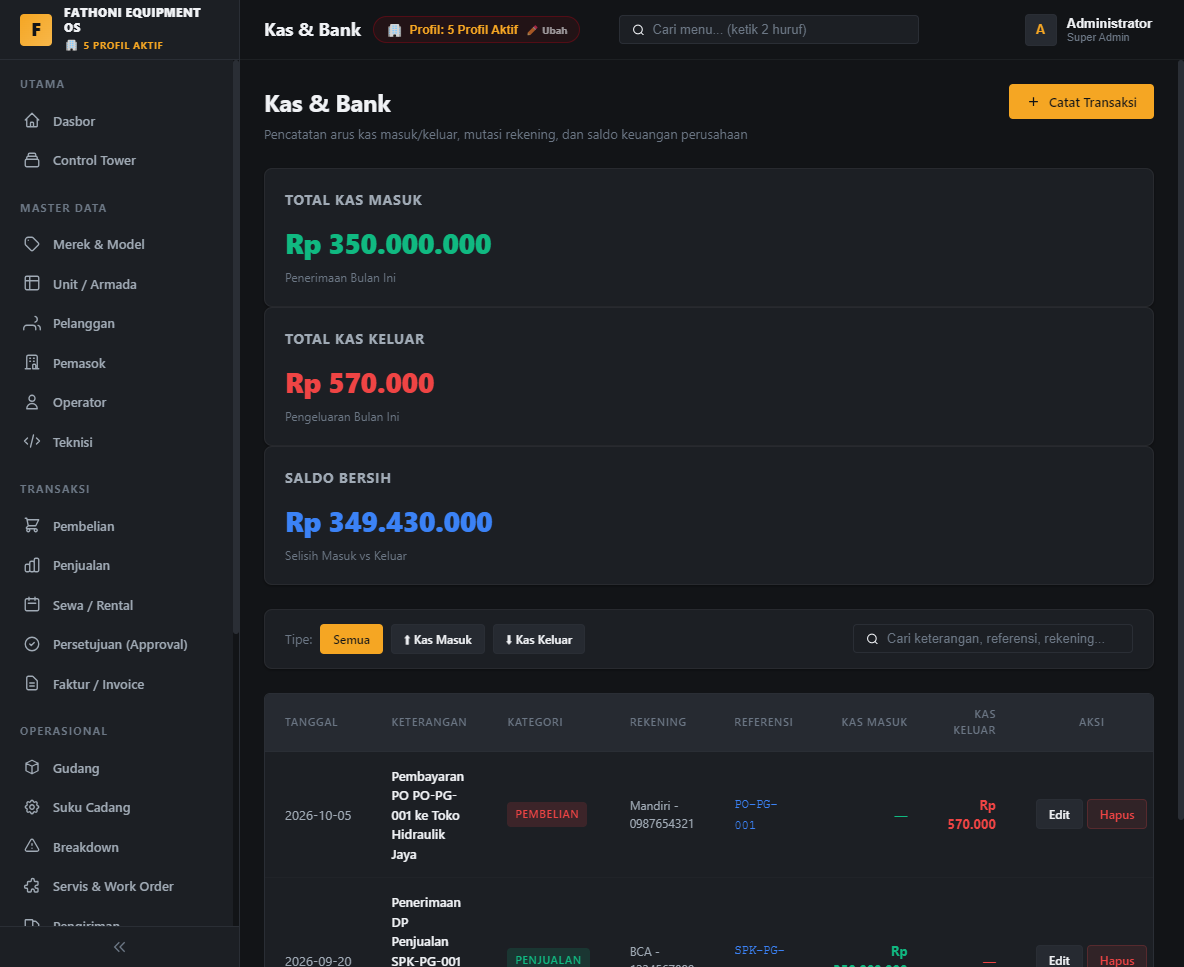 F
FATHONI EQUIPMENT
OS
5 PROFIL AKTIF
UTAMA
Dasbor
Control Tower
MASTER DATA
Merek & Model
Unit / Armada
Pelanggan
Pemasok
Operator
Teknisi
TRANSAKSI
Pembelian
Penjualan
Sewa / Rental
Persetujuan (Approval)
Faktur / Invoice
OPERASIONAL
Gudang
Suku Cadang
Breakdown
Servis & Work Order
Pengiriman
Kas & Bank
Profil: 5 Profil Aktif
Ubah
Cari menu... (ketik 2 huruf)
A
Administrator
Super Admin
Kas & Bank
Pencatatan arus kas masuk/keluar, mutasi rekening, dan saldo keuangan perusahaan
+ Catat Transaksi
TOTAL KAS MASUK
Rp 350.000.000
Penerimaan Bulan Ini
TOTAL KAS KELUAR
Rp 570.000
Pengeluaran Bulan Ini
SALDO BERSIH
Rp 349.430.000
Selisih Masuk vs Keluar
Tipe: Semua ⬆ Kas Masuk ⬇ Kas Keluar
Cari keterangan, referensi, rekening...
TANGGAL KETERANGAN KATEGORI REKENING REFERENSI KAS MASUK KAS KELUAR AKSI
2026-10-05
Pembayaran
PO PO-PG-
001 ke Toko
Hidraulik
Jaya
PEMBELIAN
Mandiri -
0987654321
PO-PG-
001
—
Rp
570.000
Edit
Hapus
2026-09-20
Penerimaan
DP
Penjualan
SPK-PG-001
PENJUALAN
BCA -
SPK-PG-
Rp
—
Edit
Hapus